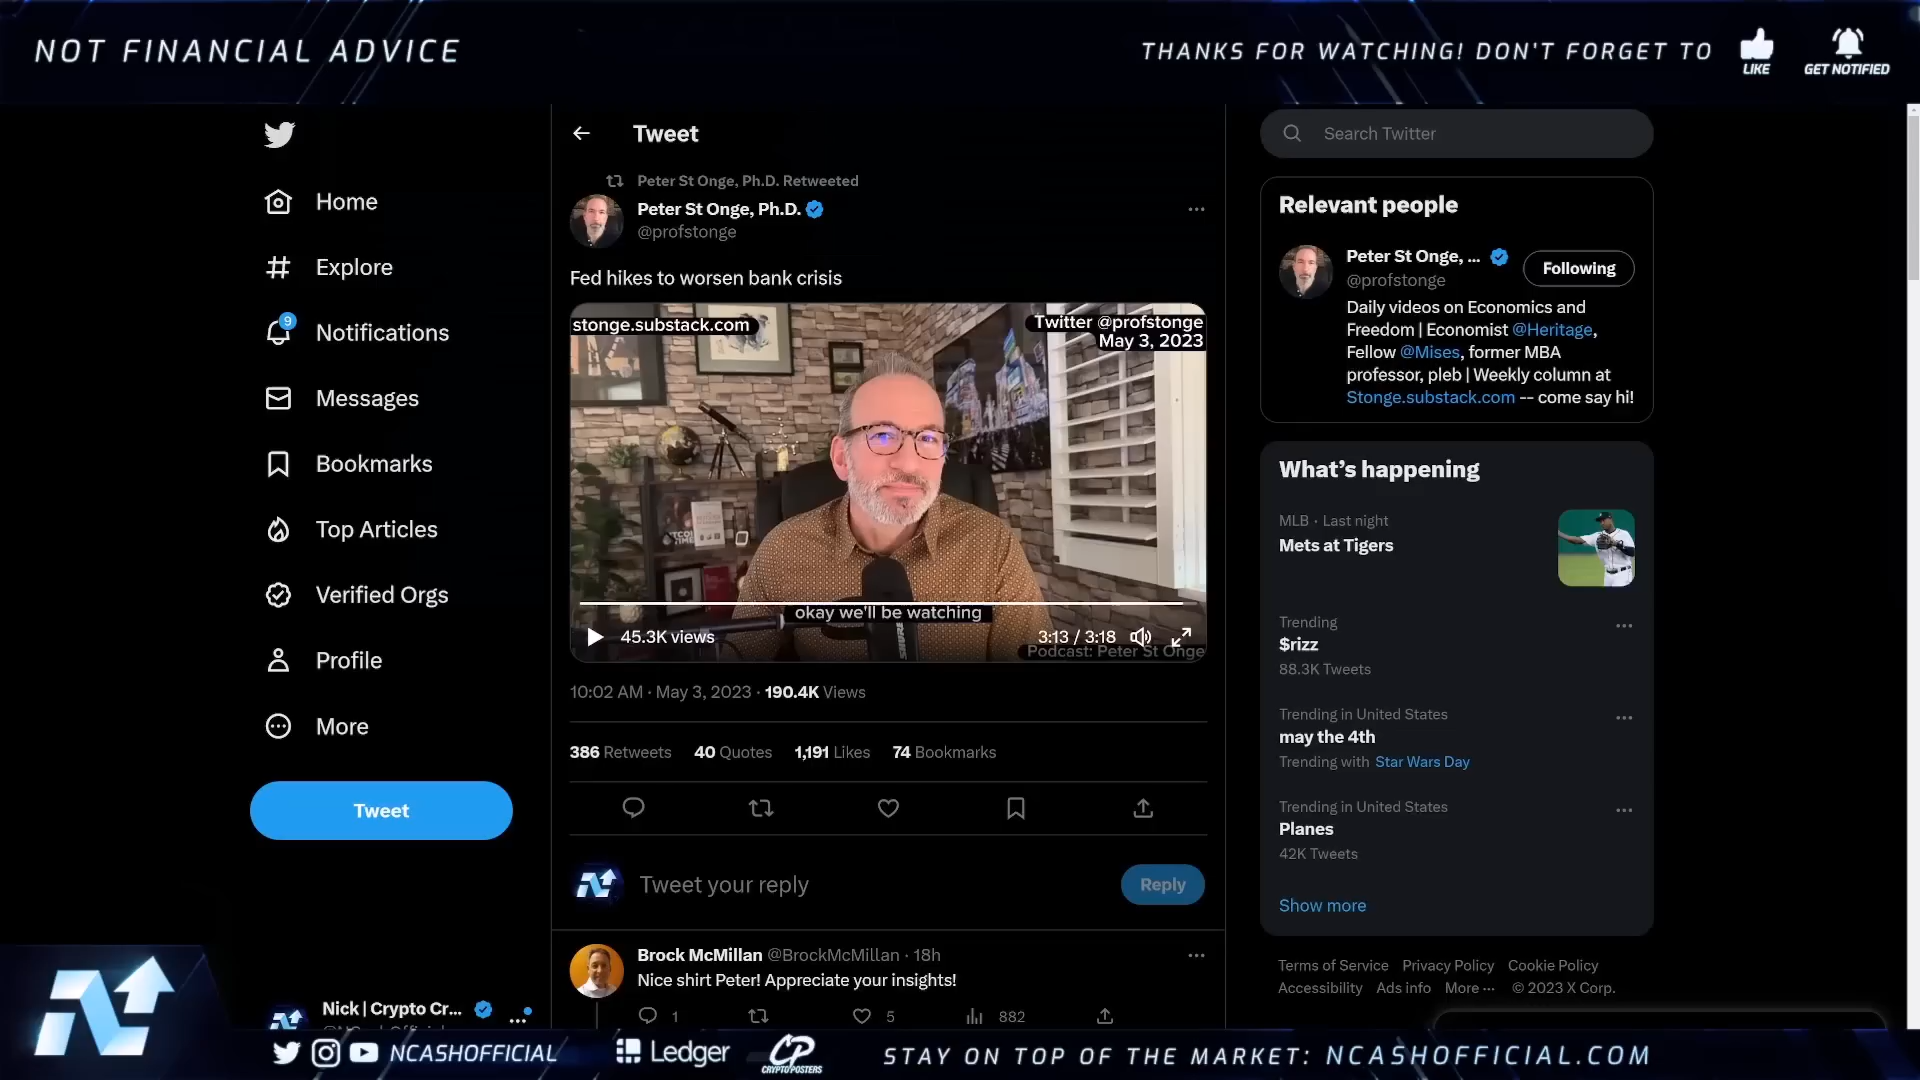 NOT FINANCIAL ADVICE
THANKS FOR WATCHING! DON'T FORGET TO
LIKE
GET NOTIFIED
Home
Explore
9
Notifications
Messages
Bookmarks
Top Articles
Verified Orgs
Profile
More
Tweet
Nick | Crypto Cr...
Tweet
Peter St Onge, Ph.D. Retweeted
Peter St Onge, Ph.D.
@profstonge
Fed hikes to worsen bank crisis
stonge.substack.com
Twitter @profstonge
May 3, 2023
okay we'll be watching
45.3K views
3:13 / 3:18
Podcast: Peter St Onge
10:02 AM · May 3, 2023 · 190.4K Views
386 Retweets 40 Quotes 1,191 Likes 74 Bookmarks
Tweet your reply
Reply
Brock McMillan @BrockMcMillan · 18h
Nice shirt Peter! Appreciate your insights!
1 5 882
Search Twitter
Relevant people
Peter St Onge, ...
@profstonge
Following
Daily videos on Economics and
Freedom | Economist @Heritage,
Fellow @Mises, former MBA
professor, pleb | Weekly column at
Stonge.substack.com -- come say hi!
What's happening
MLB · Last night
Mets at Tigers
Trending
$rizz
88.3K Tweets
Trending in United States
may the 4th
Trending with Star Wars Day
Trending in United States
Planes
42K Tweets
Show more
Terms of Service Privacy Policy Cookie Policy
Accessibility Ads info More ··· © 2023 X Corp.
NCASHOFFICIAL
Ledger
CP
CRYPTOPOSTERS
STAY ON TOP OF THE MARKET: NCASHOFFICIAL.COM